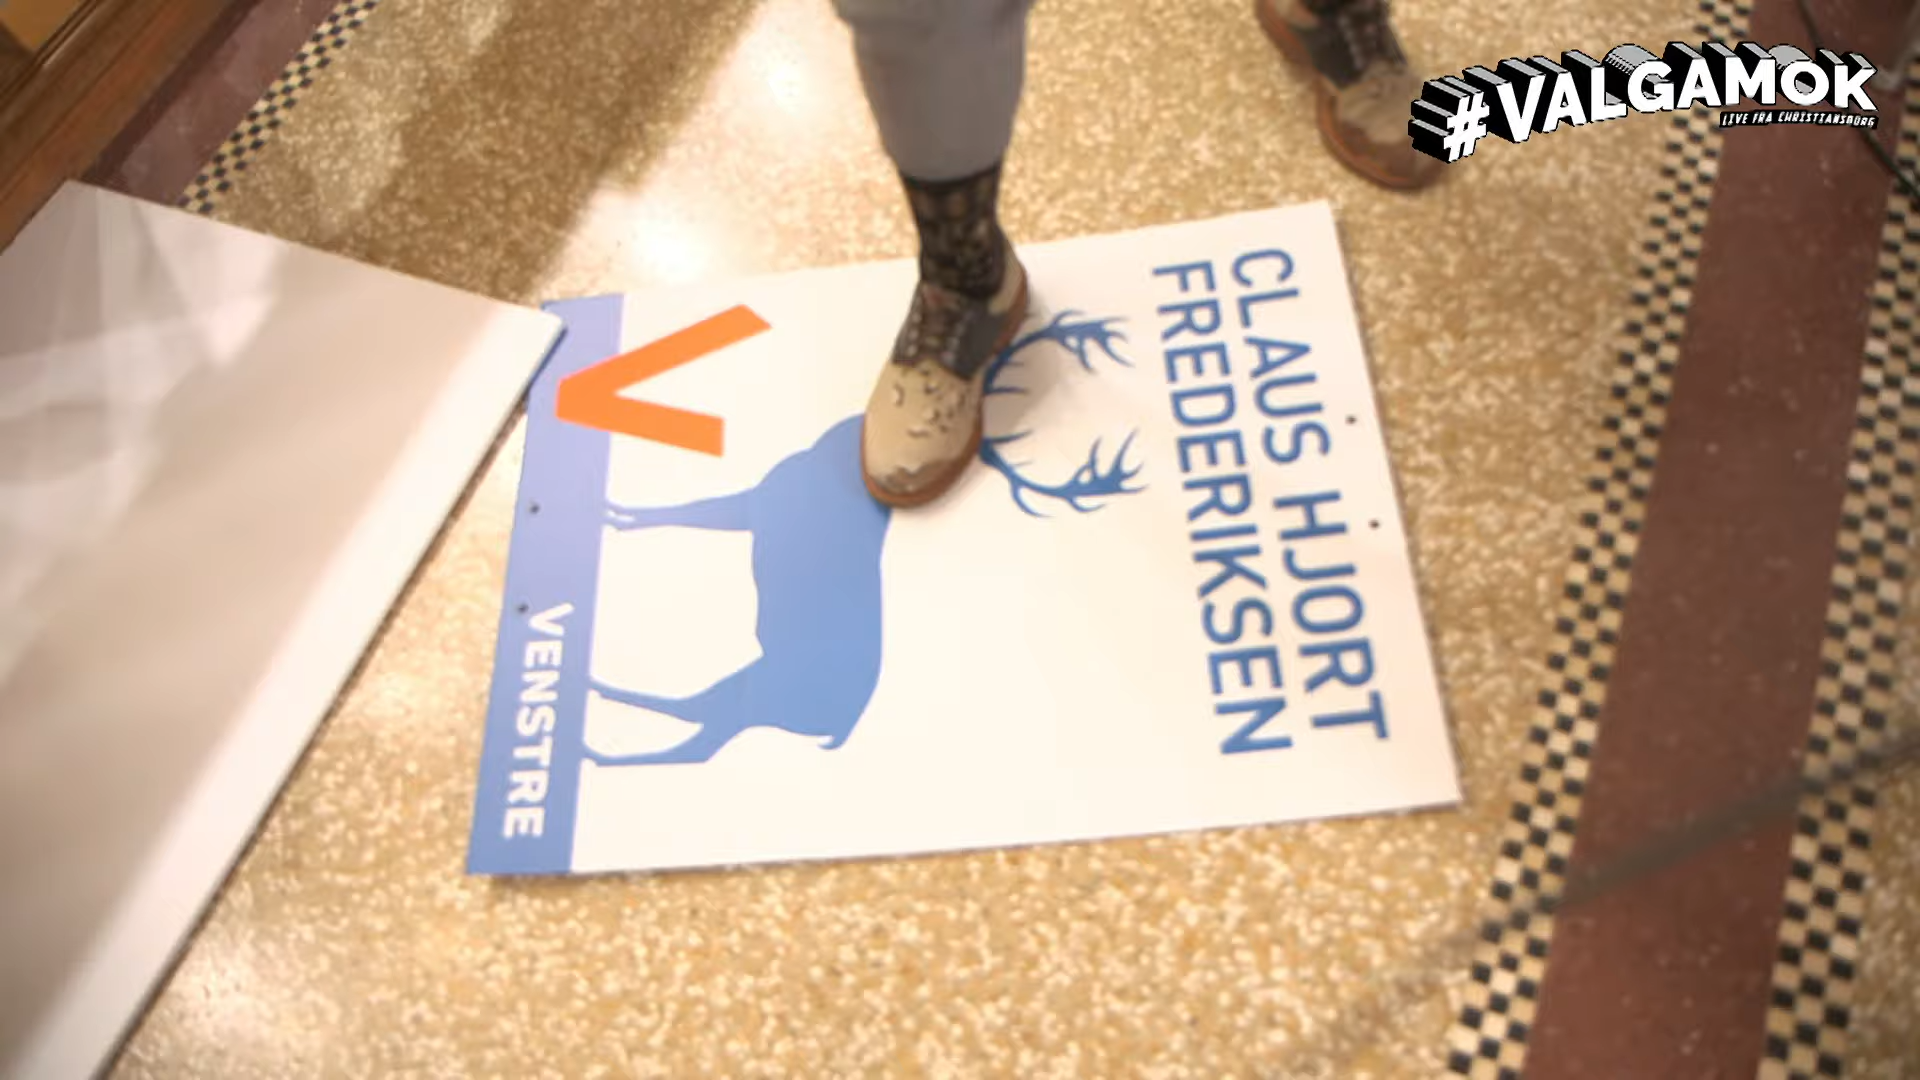 #VALGAMOK
LIVE FRA CHRISTIANSBORG
CLAUS HJORT
FREDERIKSEN
V
VENSTRE